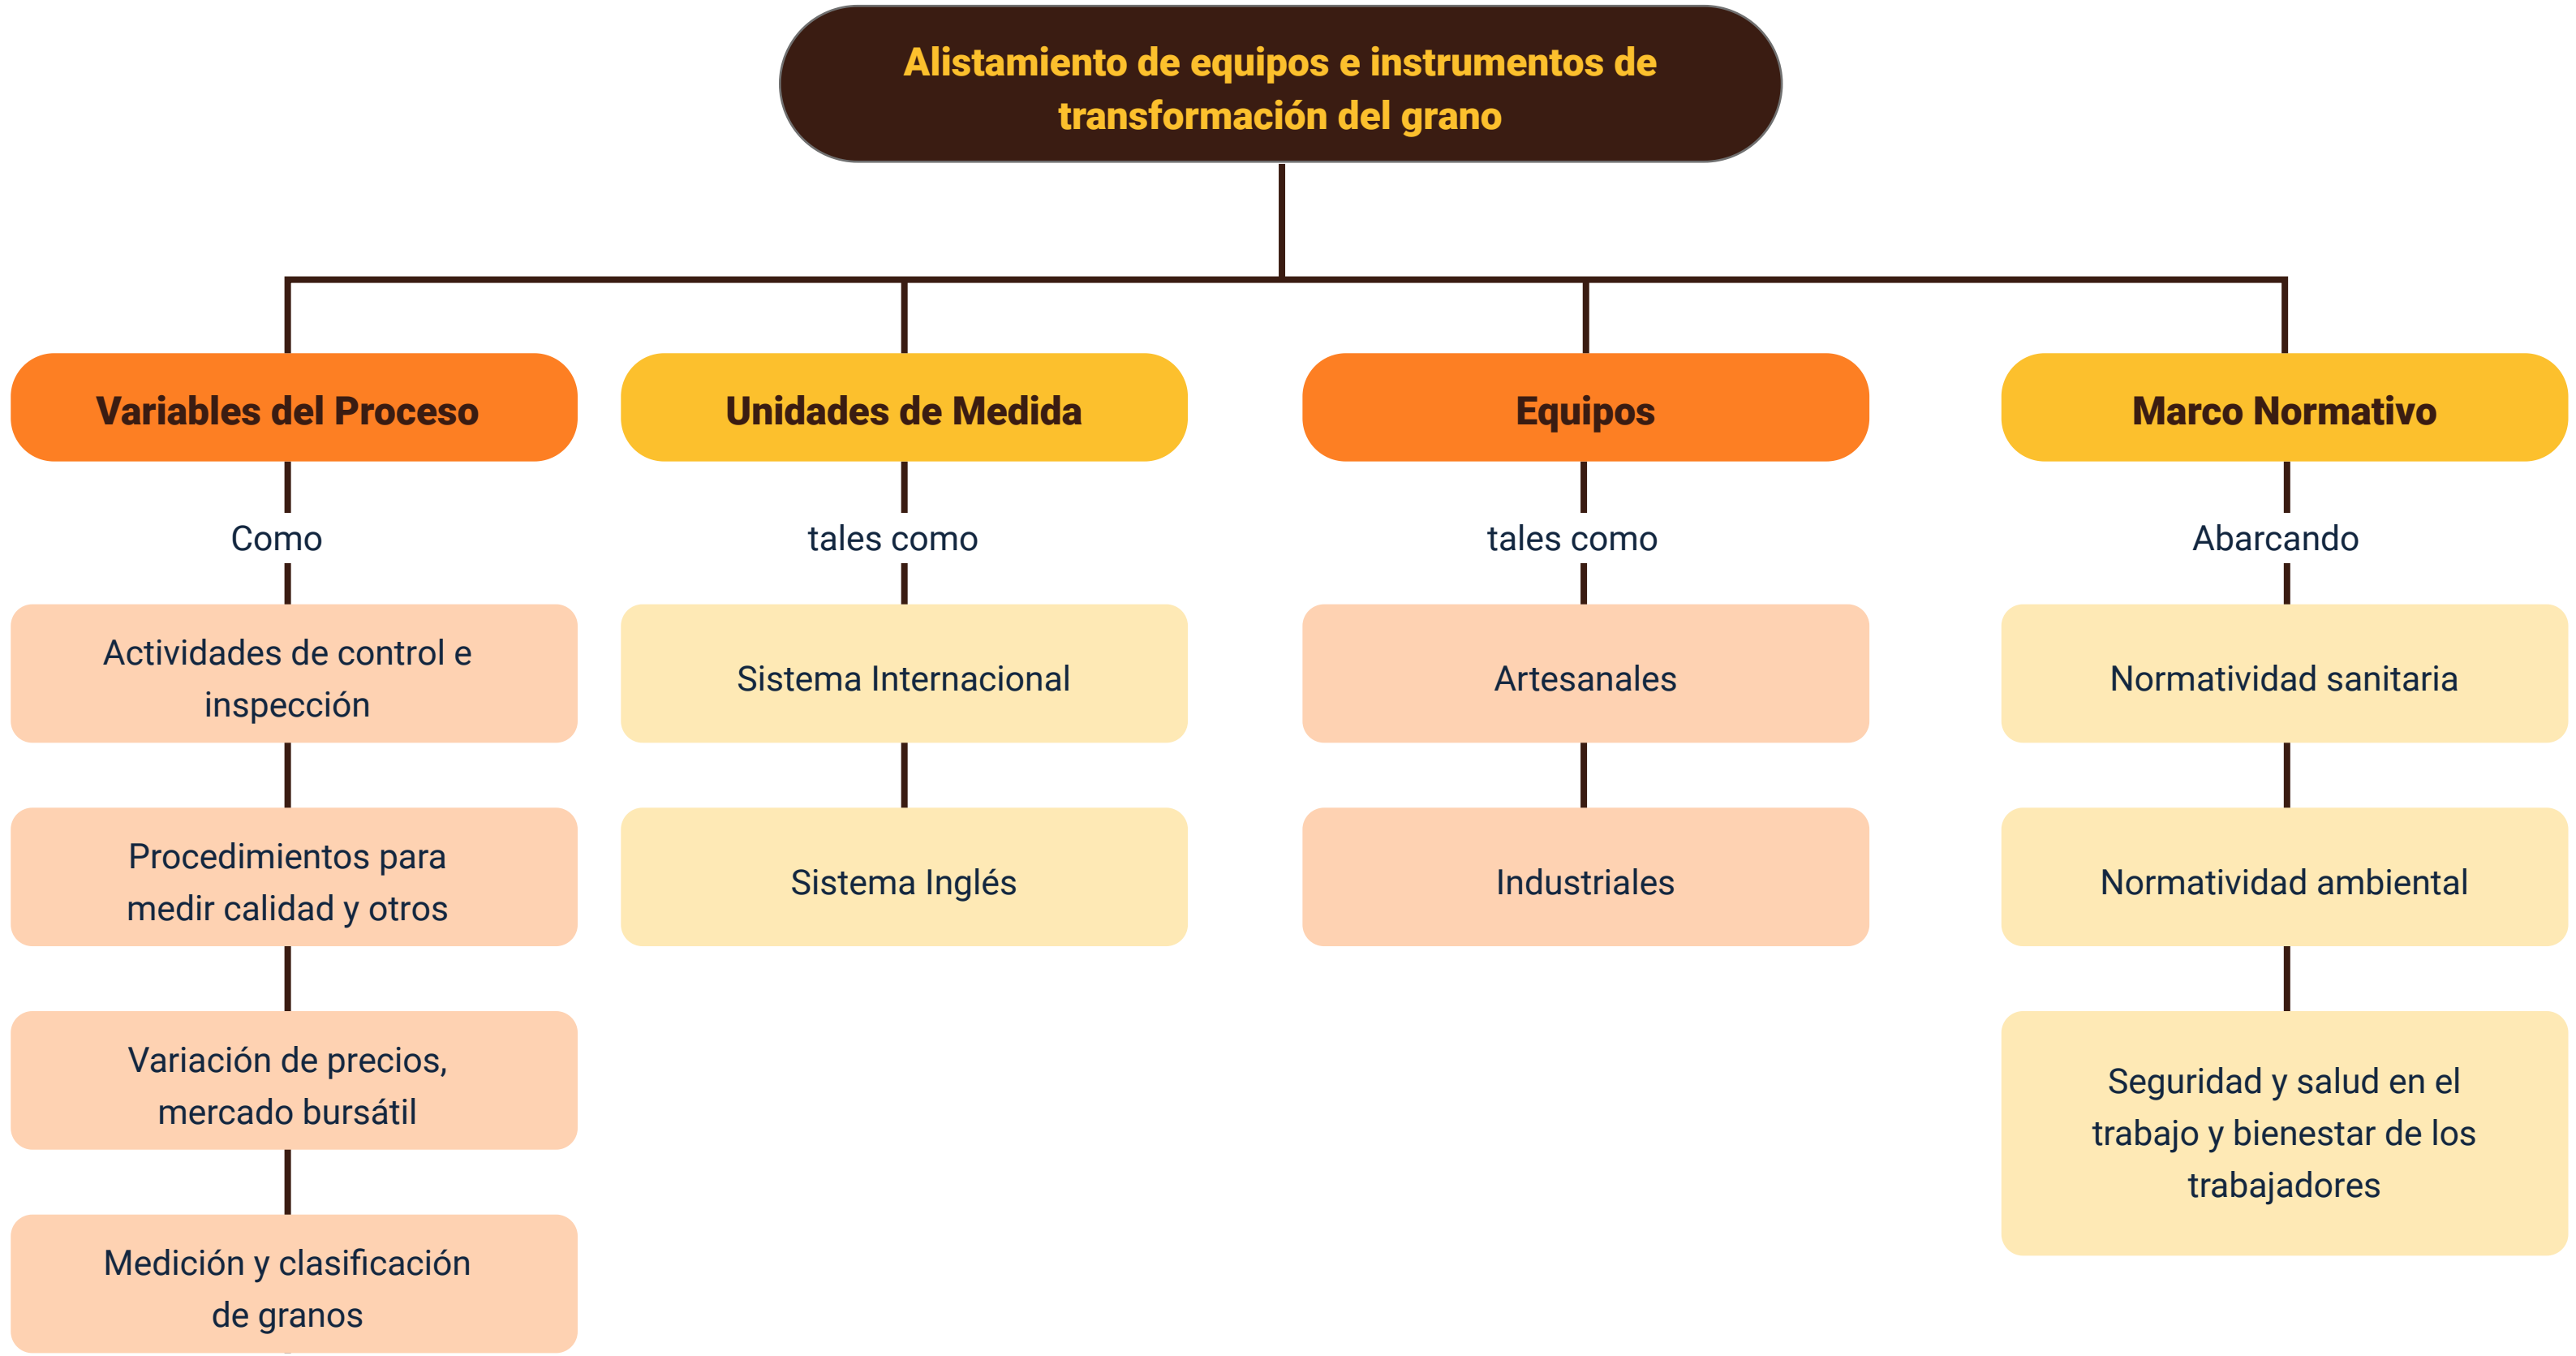 Alistamiento de equipos e instrumentos de
transformación del grano
Variables del Proceso
Como
Actividades de control e
inspección
Procedimientos para
medir calidad y otros
Variación de precios,
mercado bursátil
Medición y clasificación
de granos
Unidades de Medida
tales como
Sistema Internacional
Sistema Inglés
Equipos
tales como
Artesanales
Industriales
Marco Normativo
Abarcando
Normatividad sanitaria
Normatividad ambiental
Seguridad y salud en el
trabajo y bienestar de los
trabajadores